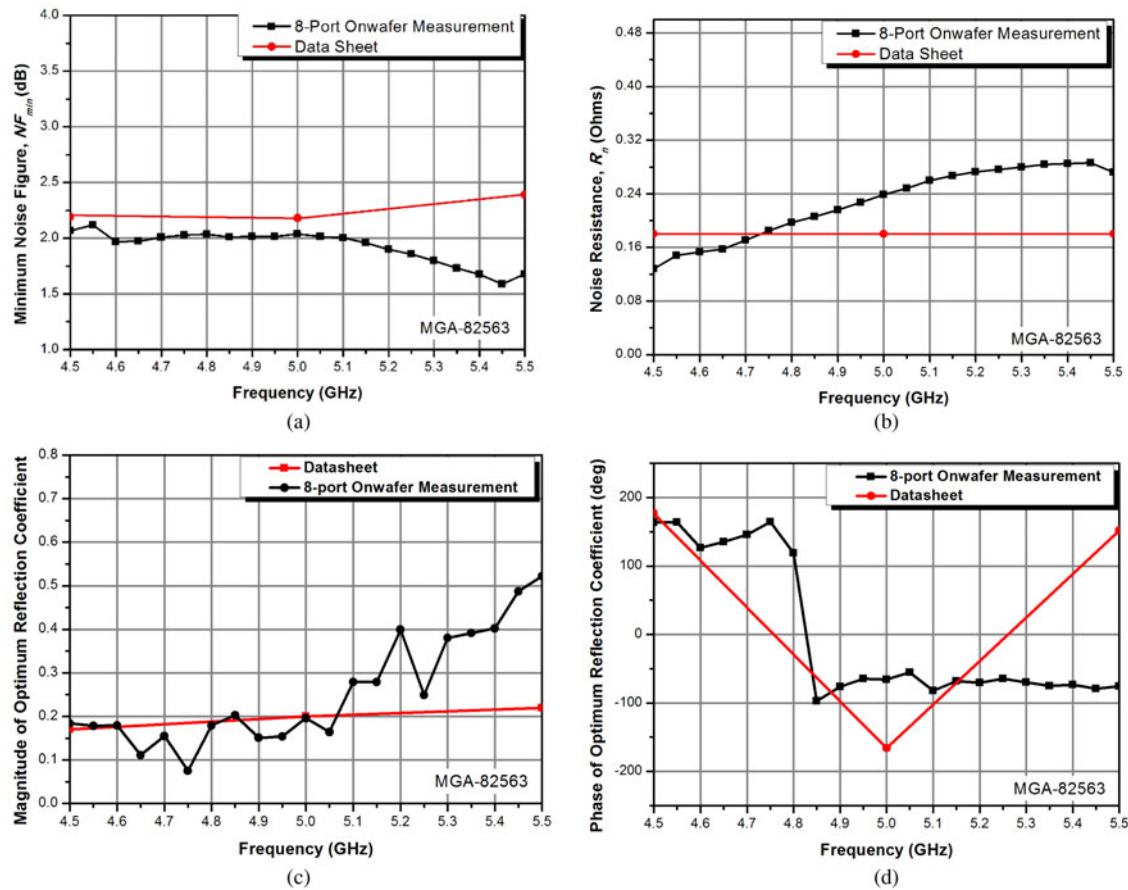 8-Port Onwafer Measurement
Data Sheet
Minimum Noise Figure, NFmin (dB)
4.0
3.5
3.0
2.5
2.0
1.5
1.0
MGA-82563
4.5 4.6 4.7 4.8 4.9 5.0 5.1 5.2 5.3 5.4 5.5
Frequency (GHz)
(a)
8-Port Onwafer Measurement
Data Sheet
Noise Resistance, Rn (Ohms)
0.48
0.40
0.32
0.24
0.16
0.08
0.00
MGA-82563
4.5 4.6 4.7 4.8 4.9 5.0 5.1 5.2 5.3 5.4 5.5
Frequency (GHz)
(b)
Datasheet
8-port Onwafer Measurement
Magnitude of Optimum Reflection Coefficient
0.8
0.7
0.6
0.5
0.4
0.3
0.2
0.1
0.0
MGA-82563
4.5 4.6 4.7 4.8 4.9 5.0 5.1 5.2 5.3 5.4 5.5
Frequency (GHz)
(c)
8-port Onwafer Measurement
Datasheet
Phase of Optimum Reflection Coefficient (deg)
200
100
0
-100
-200
MGA-82563
4.5 4.6 4.7 4.8 4.9 5.0 5.1 5.2 5.3 5.4 5.5
Frequency (GHz)
(d)